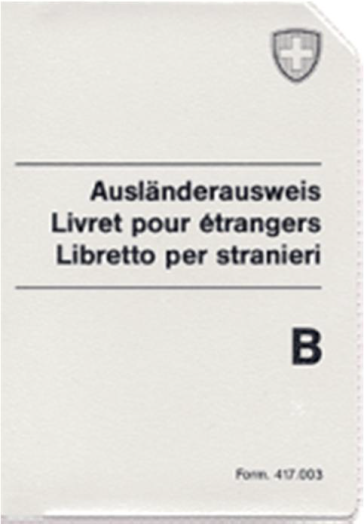 Ausländerausweis
Livret pour étrangers
Libretto per stranieri
B
Form. 417.003